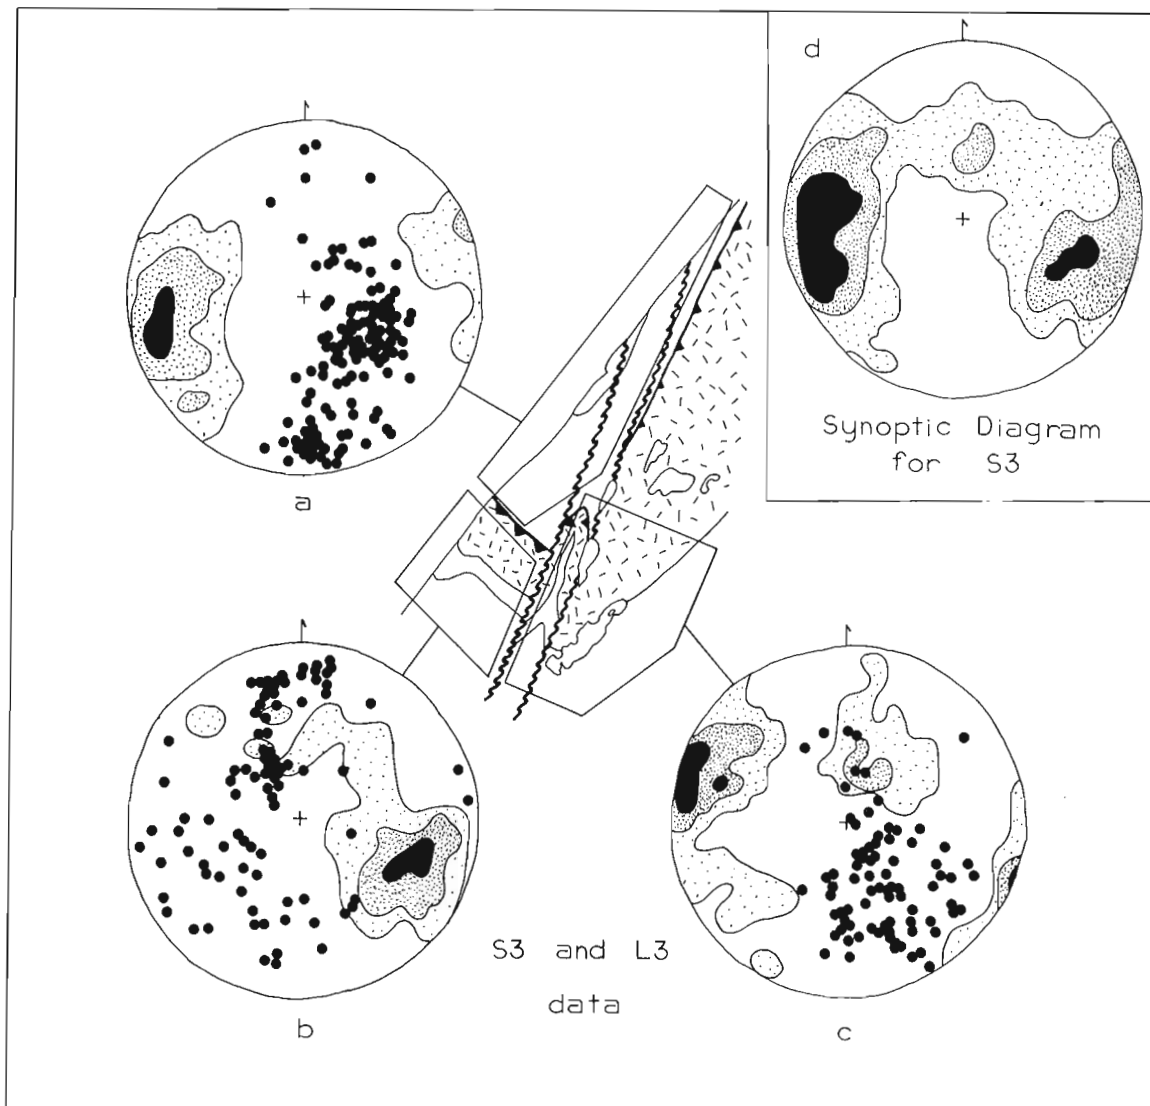 d
Synoptic Diagram
for S3
a
S3 and L3
data
b
c